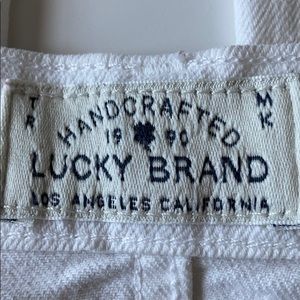 HANDCRAFTED
TR MK
19 90
LUCKY BRAND
LOS ANGELES CALIFORNIA